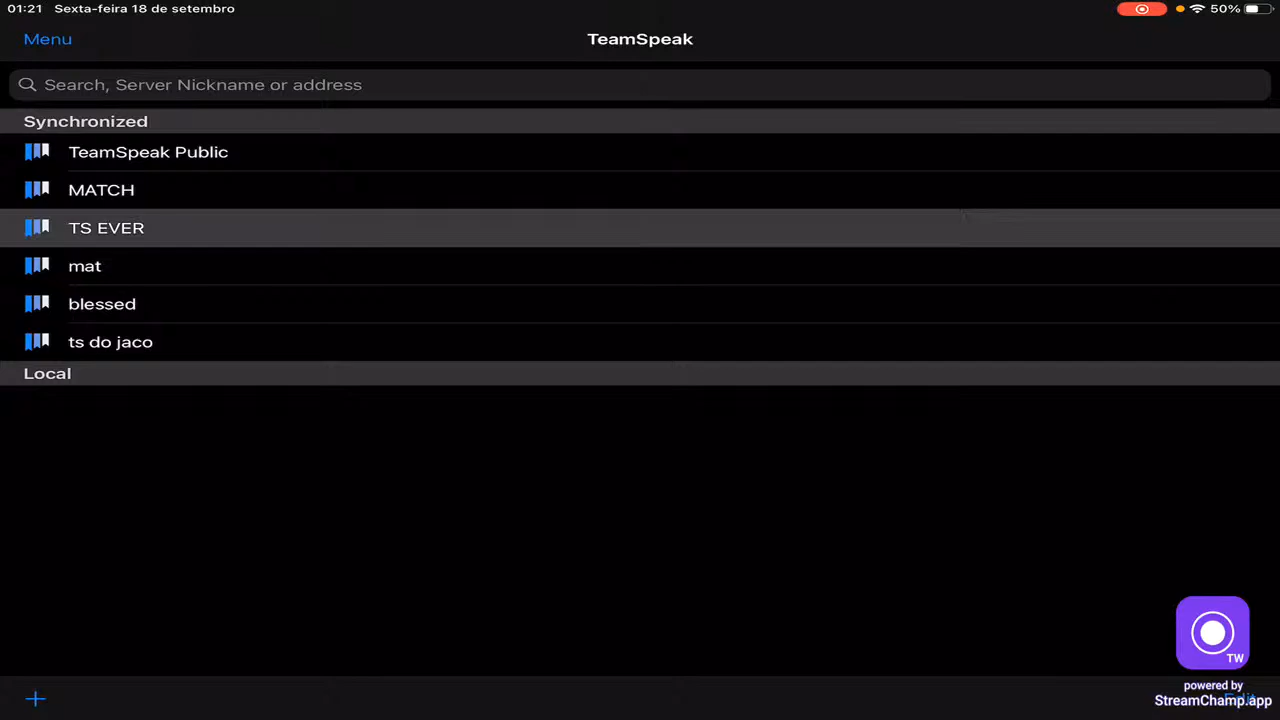 01:21 Sexta-feira 18 de setembro 50%
Menu TeamSpeak
Search, Server Nickname or address
Synchronized
TeamSpeak Public
MATCH
TS EVER
mat
blessed
ts do jaco
Local
TW
powered by
Edit
StreamChamp.app